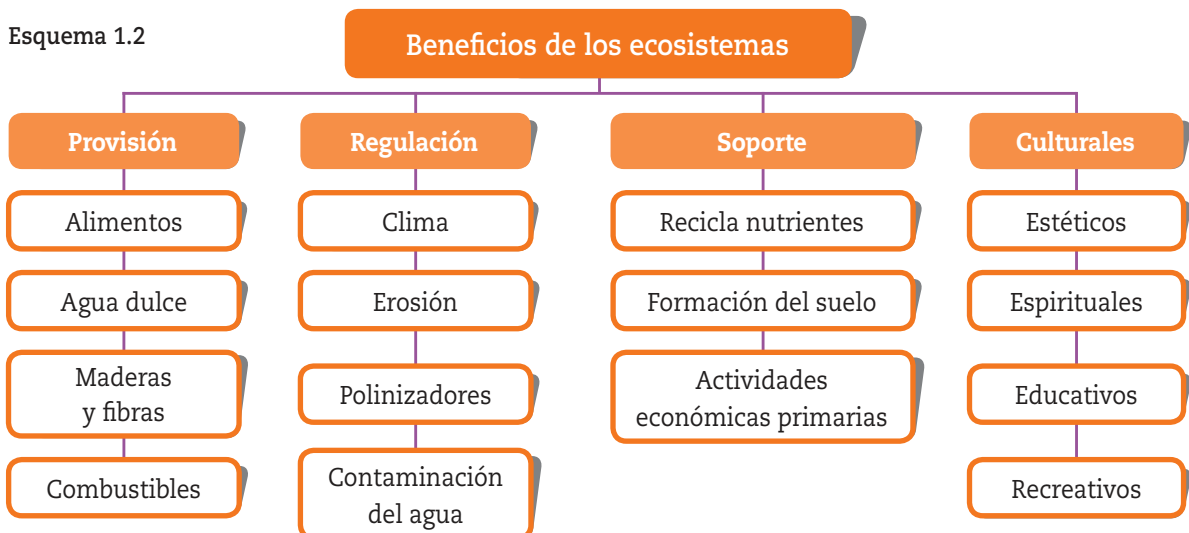 Esquema 1.2
Beneficios de los ecosistemas
Provisión
Alimentos
Agua dulce
Maderas
y fibras
Combustibles
Regulación
Clima
Erosión
Polinizadores
Contaminación
del agua
Soporte
Recicla nutrientes
Formación del suelo
Actividades
económicas primarias
Culturales
Estéticos
Espirituales
Educativos
Recreativos